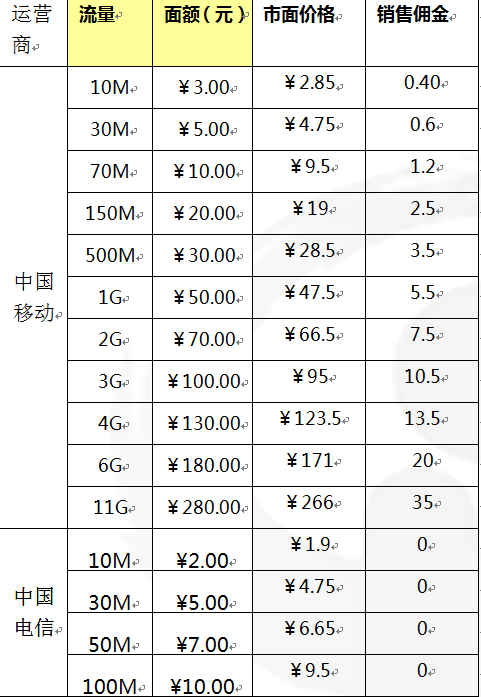 运营商 流量 面额（元） 市面价格 销售佣金
中国移动 10M ￥3.00 ￥2.85 0.40
30M ￥5.00 ￥4.75 0.6
70M ￥10.00 ￥9.5 1.2
150M ￥20.00 ￥19 2.5
500M ￥30.00 ￥28.5 3.5
1G ￥50.00 ￥47.5 5.5
2G ￥70.00 ￥66.5 7.5
3G ￥100.00 ￥95 10.5
4G ￥130.00 ￥123.5 13.5
6G ￥180.00 ￥171 20
11G ￥280.00 ￥266 35
中国电信 10M ¥2.00 ￥1.9 0
30M ¥5.00 ￥4.75 0
50M ¥7.00 ￥6.65 0
100M ¥10.00 ￥9.5 0